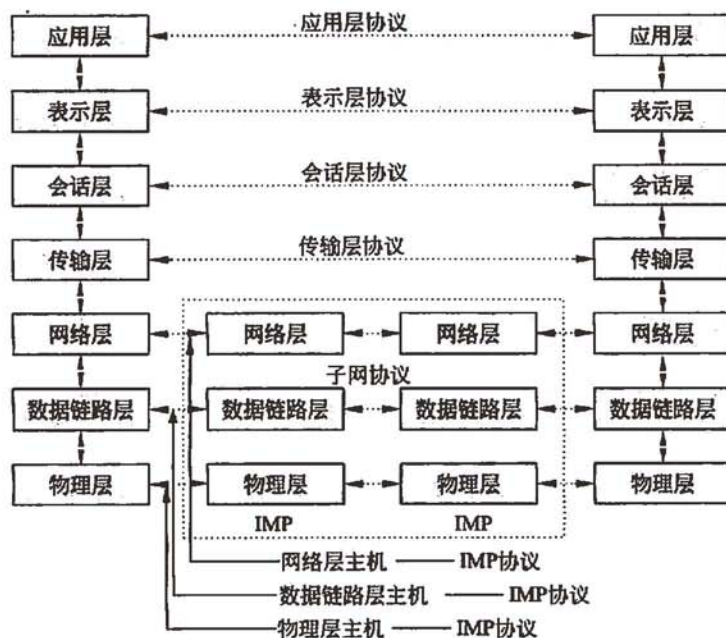 应用层 应用层协议 应用层
表示层 表示层协议 表示层
会话层 会话层协议 会话层
传输层 传输层协议 传输层
网络层 网络层 网络层 网络层
子网协议
数据链路层 数据链路层 数据链路层 数据链路层
物理层 物理层 物理层 物理层
IMP IMP
网络层主机 —— IMP协议
数据链路层主机 —— IMP协议
物理层主机 —— IMP协议